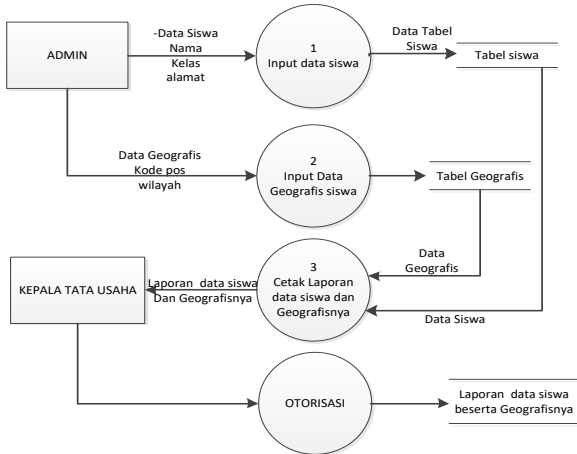 ADMIN
-Data Siswa
Nama
Kelas
alamat
1
Input data siswa
Data Tabel
Siswa
Tabel siswa
Data Geografis
Kode pos
wilayah
2
Input Data
Geografis siswa
Tabel Geografis
KEPALA TATA USAHA
Laporan data siswa
Dan Geografisnya
3
Cetak Laporan
data siswa dan
Geografisnya
Data
Geografis
Data Siswa
OTORISASI
Laporan data siswa
beserta Geografisnya